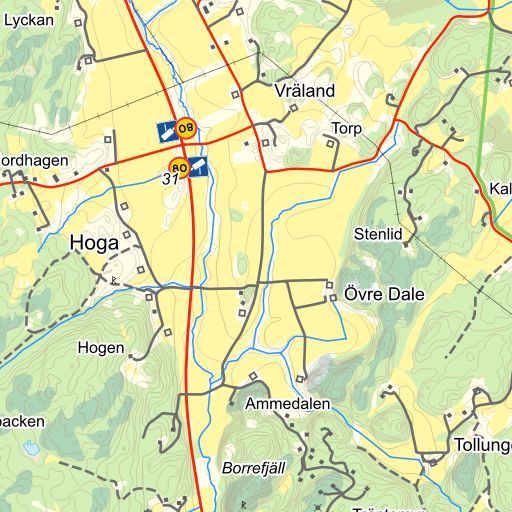 Lyckan
Vräland
80
Torp
ordhagen
80
31
Kal
Hoga
Stenlid
Övre Dale
Hogen
Ammedalen
backen
Tollung
Borrefjäll
R